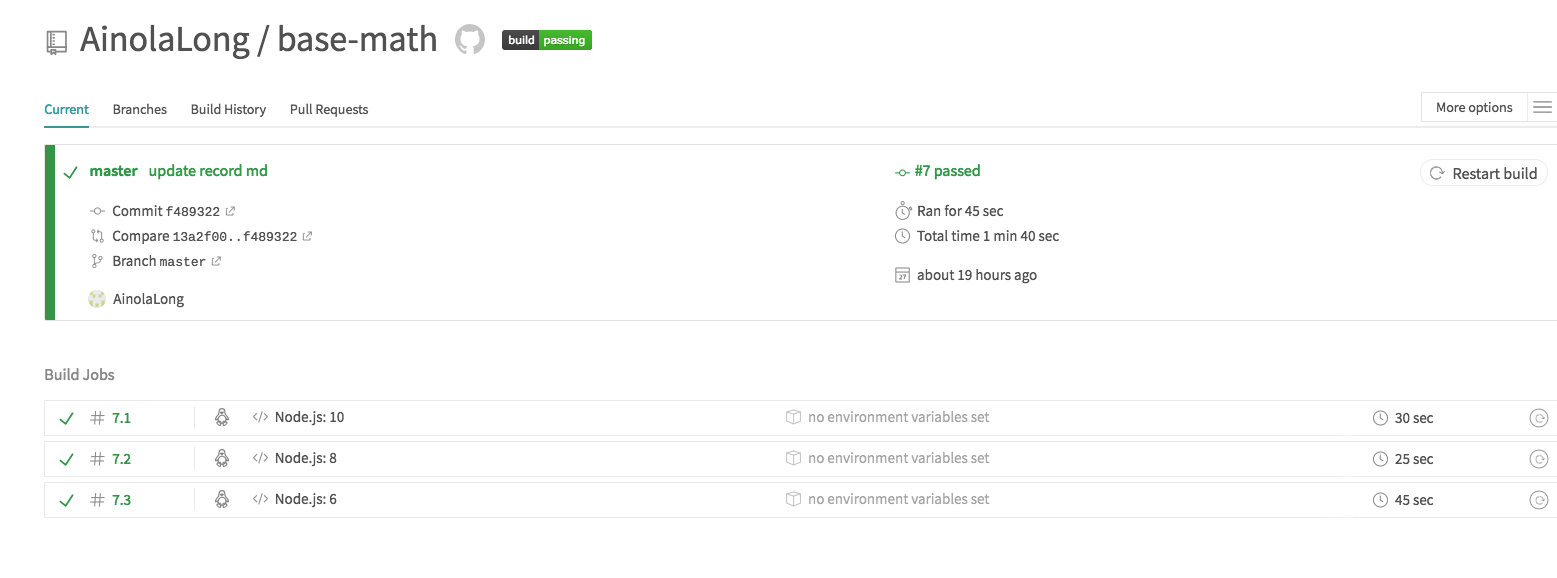 AinolaLong / base-math build passing
Current Branches Build History Pull Requests More options
master update record md #7 passed Restart build
Commit f489322 Ran for 45 sec
Compare 13a2f00..f489322 Total time 1 min 40 sec
Branch master
27 about 19 hours ago
AinolaLong
Build Jobs
# 7.1 </> Node.js: 10 no environment variables set 30 sec
# 7.2 </> Node.js: 8 no environment variables set 25 sec
# 7.3 </> Node.js: 6 no environment variables set 45 sec